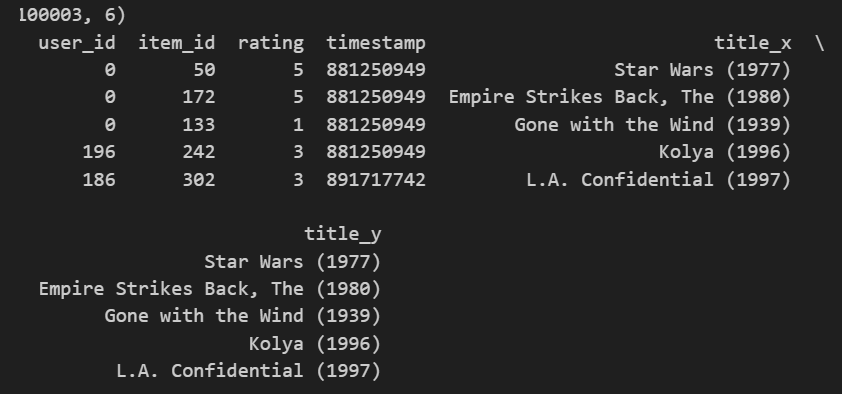 100003, 6)
user_id item_id rating timestamp title_x \
0 50 5 881250949 Star Wars (1977)
0 172 5 881250949 Empire Strikes Back, The (1980)
0 133 1 881250949 Gone with the Wind (1939)
196 242 3 881250949 Kolya (1996)
186 302 3 891717742 L.A. Confidential (1997)
title_y
Star Wars (1977)
Empire Strikes Back, The (1980)
Gone with the Wind (1939)
Kolya (1996)
L.A. Confidential (1997)